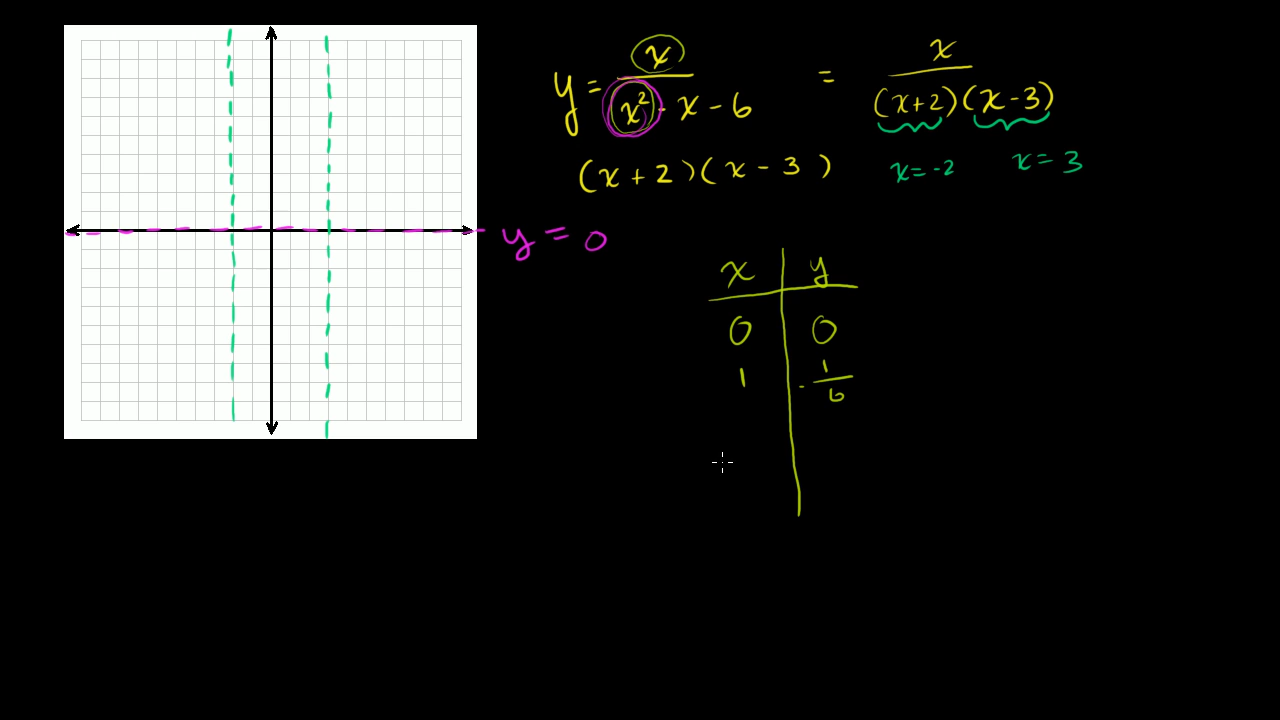 y = x / (x² - x - 6) = x / ((x+2)(x-3))
(x + 2)(x - 3) x = -2 x = 3
y = 0
x y
0 0
1 -1/6